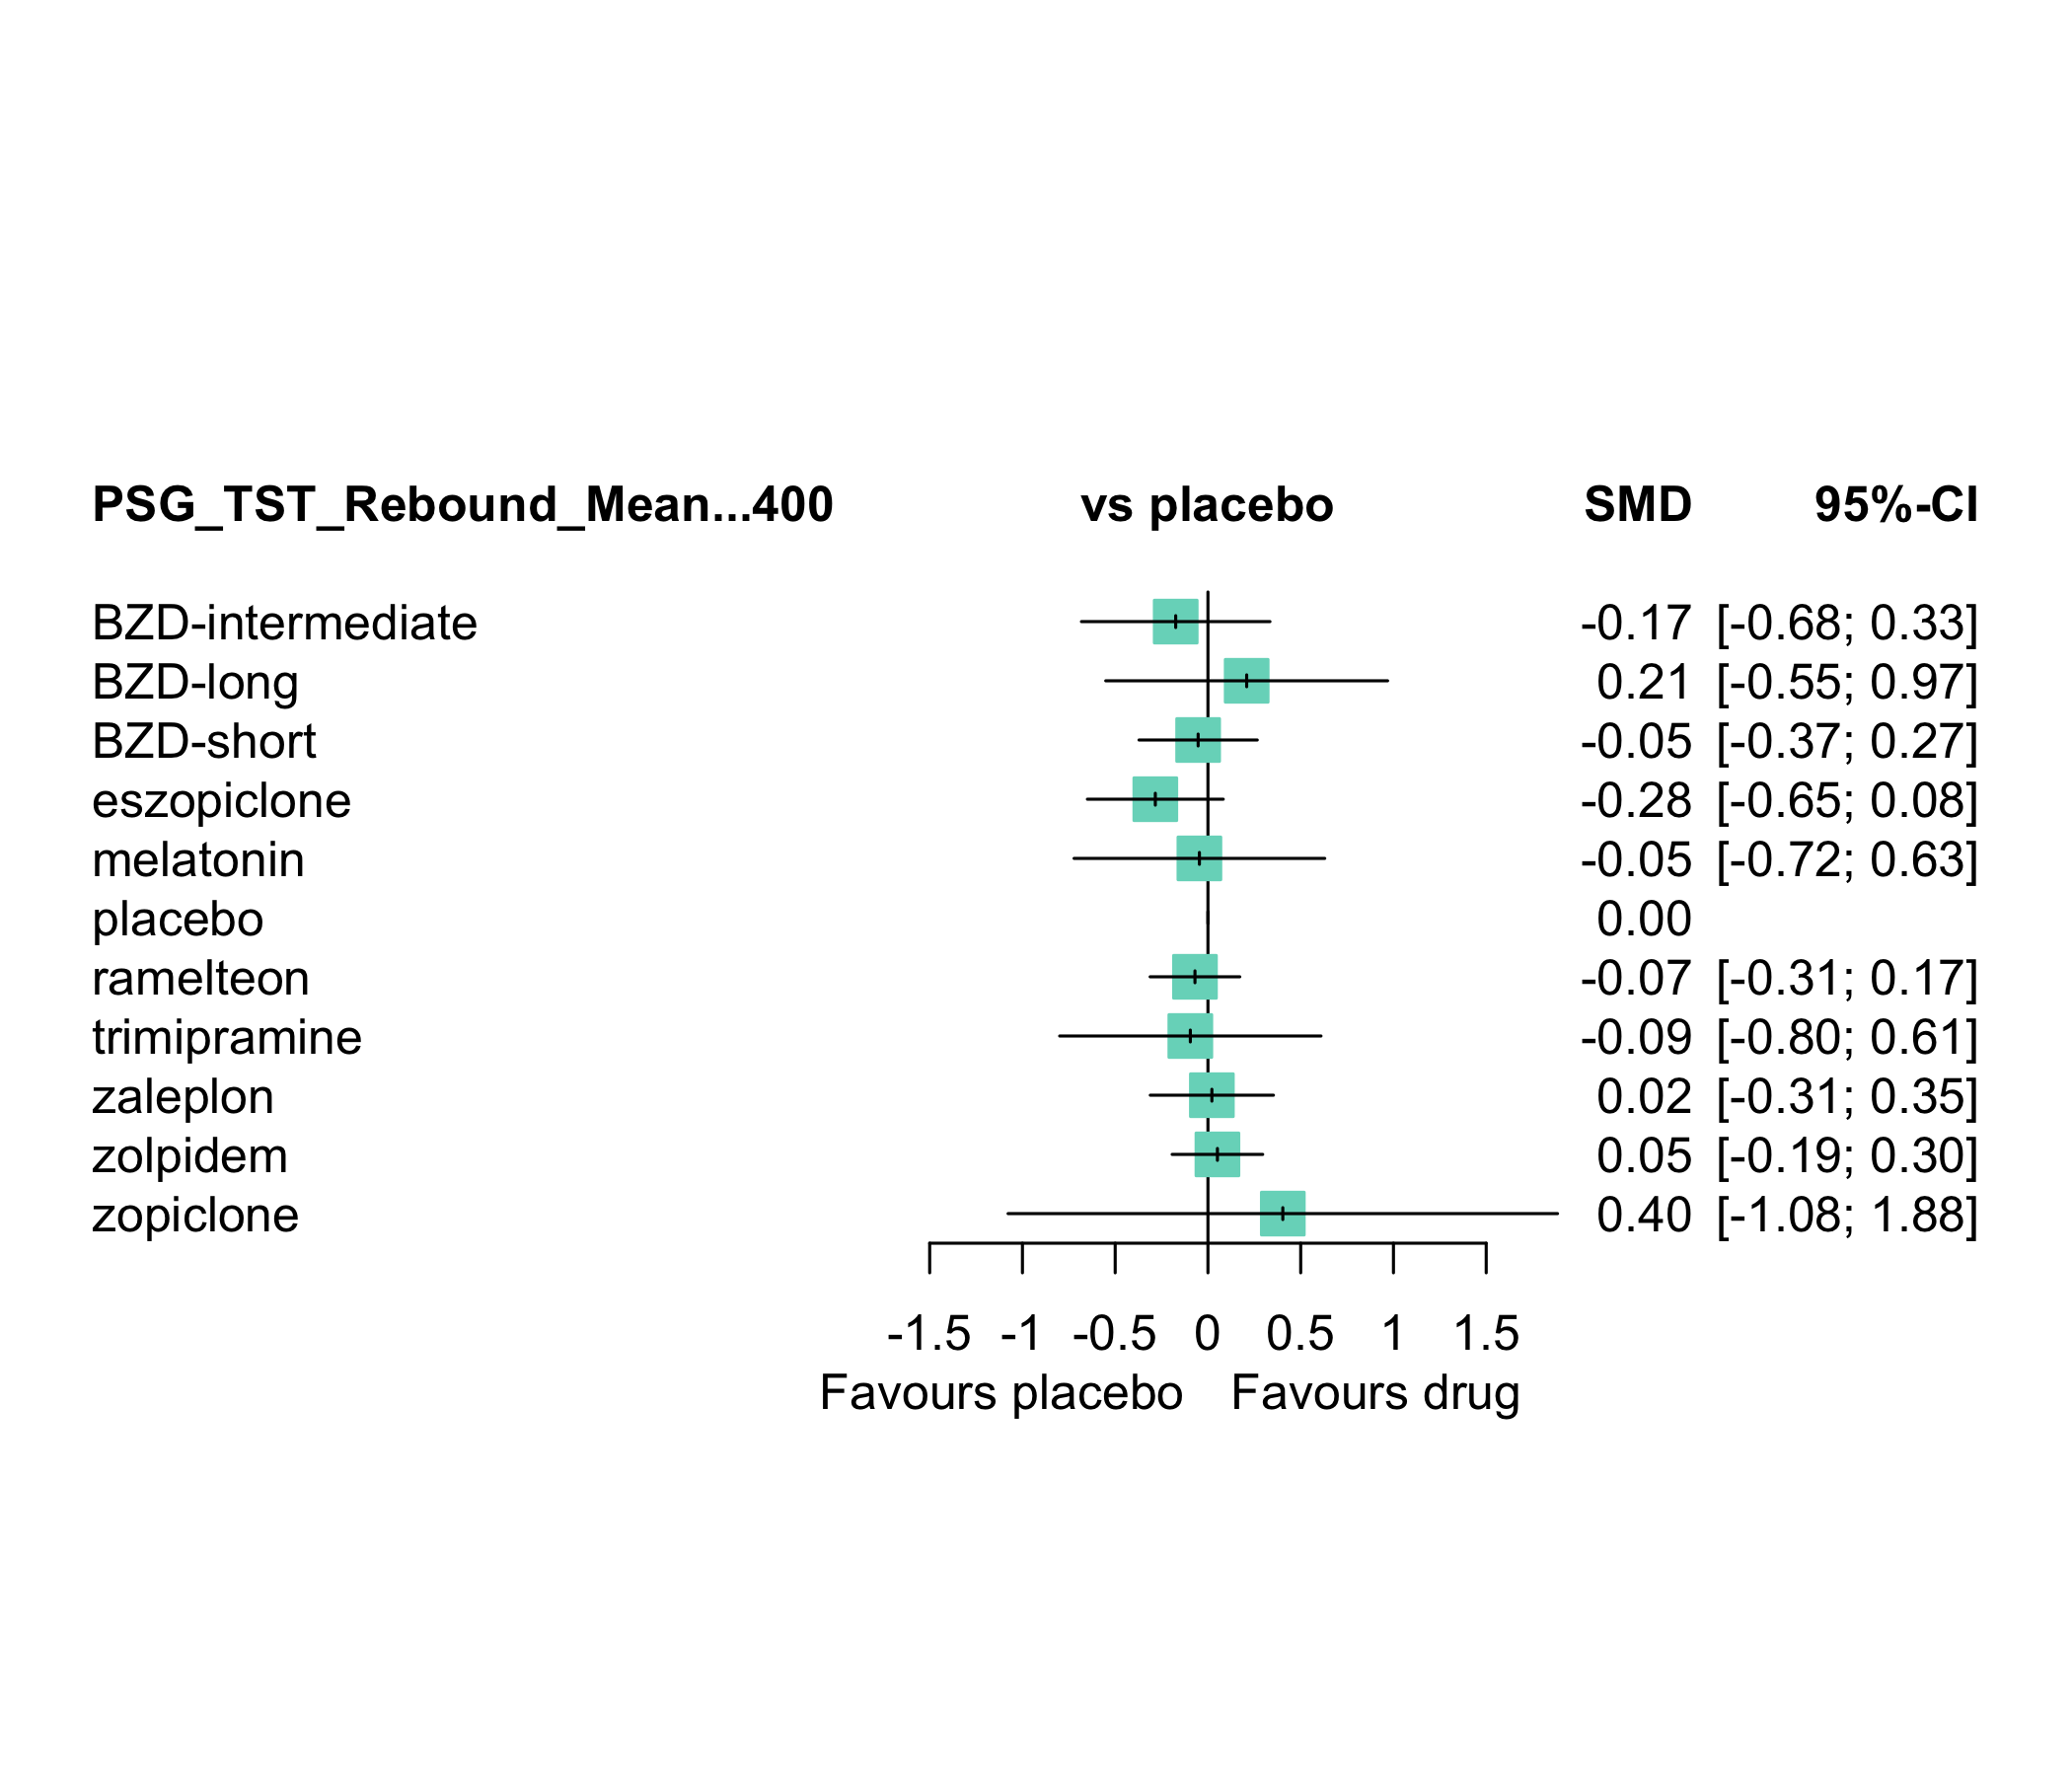 PSG_TST_Rebound_Mean...400 vs placebo SMD 95%-CI
BZD-intermediate -0.17 [-0.68; 0.33]
BZD-long 0.21 [-0.55; 0.97]
BZD-short -0.05 [-0.37; 0.27]
eszopiclone -0.28 [-0.65; 0.08]
melatonin -0.05 [-0.72; 0.63]
placebo 0.00
ramelteon -0.07 [-0.31; 0.17]
trimipramine -0.09 [-0.80; 0.61]
zaleplon 0.02 [-0.31; 0.35]
zolpidem 0.05 [-0.19; 0.30]
zopiclone 0.40 [-1.08; 1.88]
-1.5 -1 -0.5 0 0.5 1 1.5
Favours placebo Favours drug